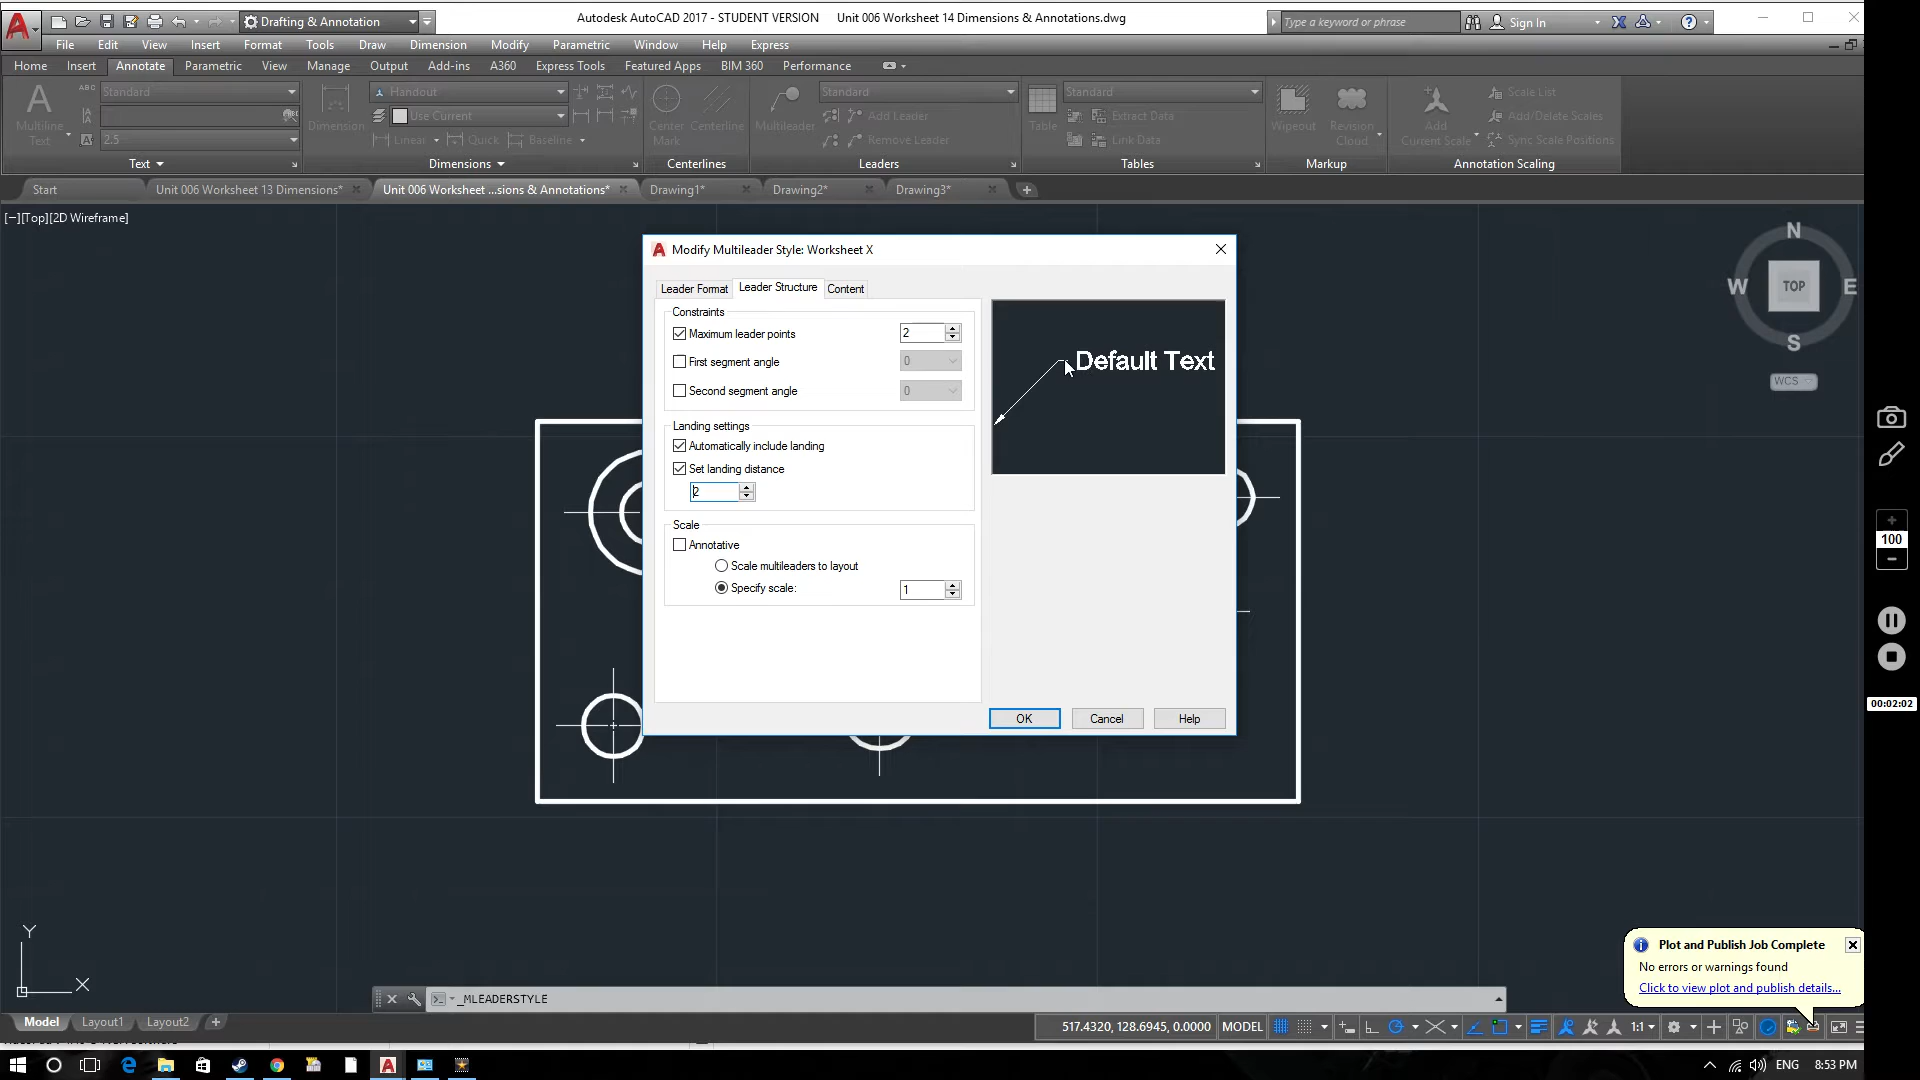 Drafting & Annotation
Autodesk AutoCAD 2017 - STUDENT VERSION Unit 006 Worksheet 14 Dimensions & Annotations.dwg
Type a keyword or phrase
Sign In
File Edit View Insert Format Tools Draw Dimension Modify Parametric Window Help Express
Home Insert Annotate Parametric View Manage Output Add-ins A360 Express Tools Featured Apps BIM 360 Performance
Multiline Text
ABC
Standard
2.5
Text
Dimension
Handout
Use Current
Linear Quick Baseline
Dimensions
Center Mark Centerline
Centerlines
Multileader
Standard
Add Leader
Remove Leader
Leaders
Table
Standard
Extract Data
Link Data
Tables
Wipeout Revision Cloud
Markup
Add Current Scale
Scale List
Add/Delete Scales
Sync Scale Positions
Annotation Scaling
Start Unit 006 Worksheet 13 Dimensions* Unit 006 Worksheet ...sions & Annotations* Drawing1* Drawing2* Drawing3*
[−][Top][2D Wireframe]
N
W TOP E
S
WCS
Modify Multileader Style: Worksheet X
Leader Format Leader Structure Content
Constraints
Maximum leader points 2
First segment angle 0
Second segment angle 0
Landing settings
Automatically include landing
Set landing distance
2
Scale
Annotative
Scale multileaders to layout
Specify scale: 1
Default Text
OK Cancel Help
100
00:02:02
Y
X
Plot and Publish Job Complete
No errors or warnings found
Click to view plot and publish details...
_MLEADERSTYLE
Model Layout1 Layout2
517.4320, 128.6945, 0.0000 MODEL 1:1
ENG 8:53 PM